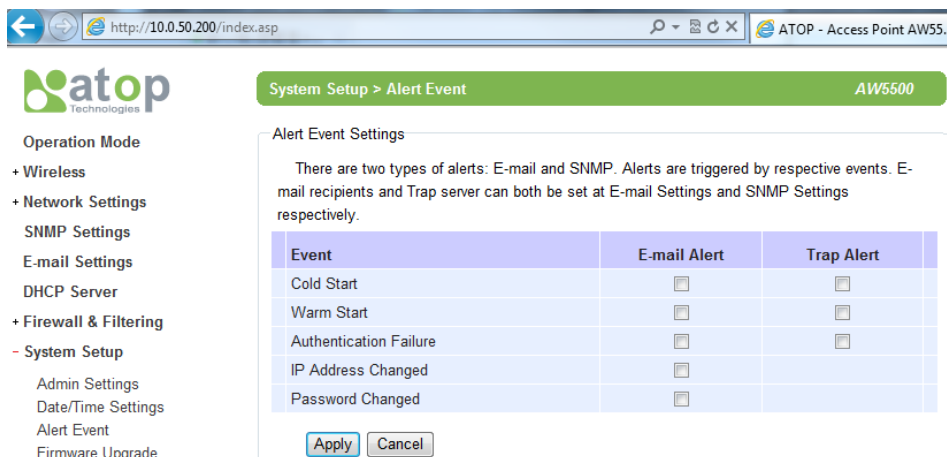 http://10.0.50.200/index.asp
ATOP - Access Point AW55.
atop
Technologies
System Setup > Alert Event
AW5500
Operation Mode
+ Wireless
+ Network Settings
SNMP Settings
E-mail Settings
DHCP Server
+ Firewall & Filtering
- System Setup
Admin Settings
Date/Time Settings
Alert Event
Firmware Upgrade
Alert Event Settings
There are two types of alerts: E-mail and SNMP. Alerts are triggered by respective events. E-
mail recipients and Trap server can both be set at E-mail Settings and SNMP Settings
respectively.
Event E-mail Alert Trap Alert
Cold Start
Warm Start
Authentication Failure
IP Address Changed
Password Changed
Apply Cancel